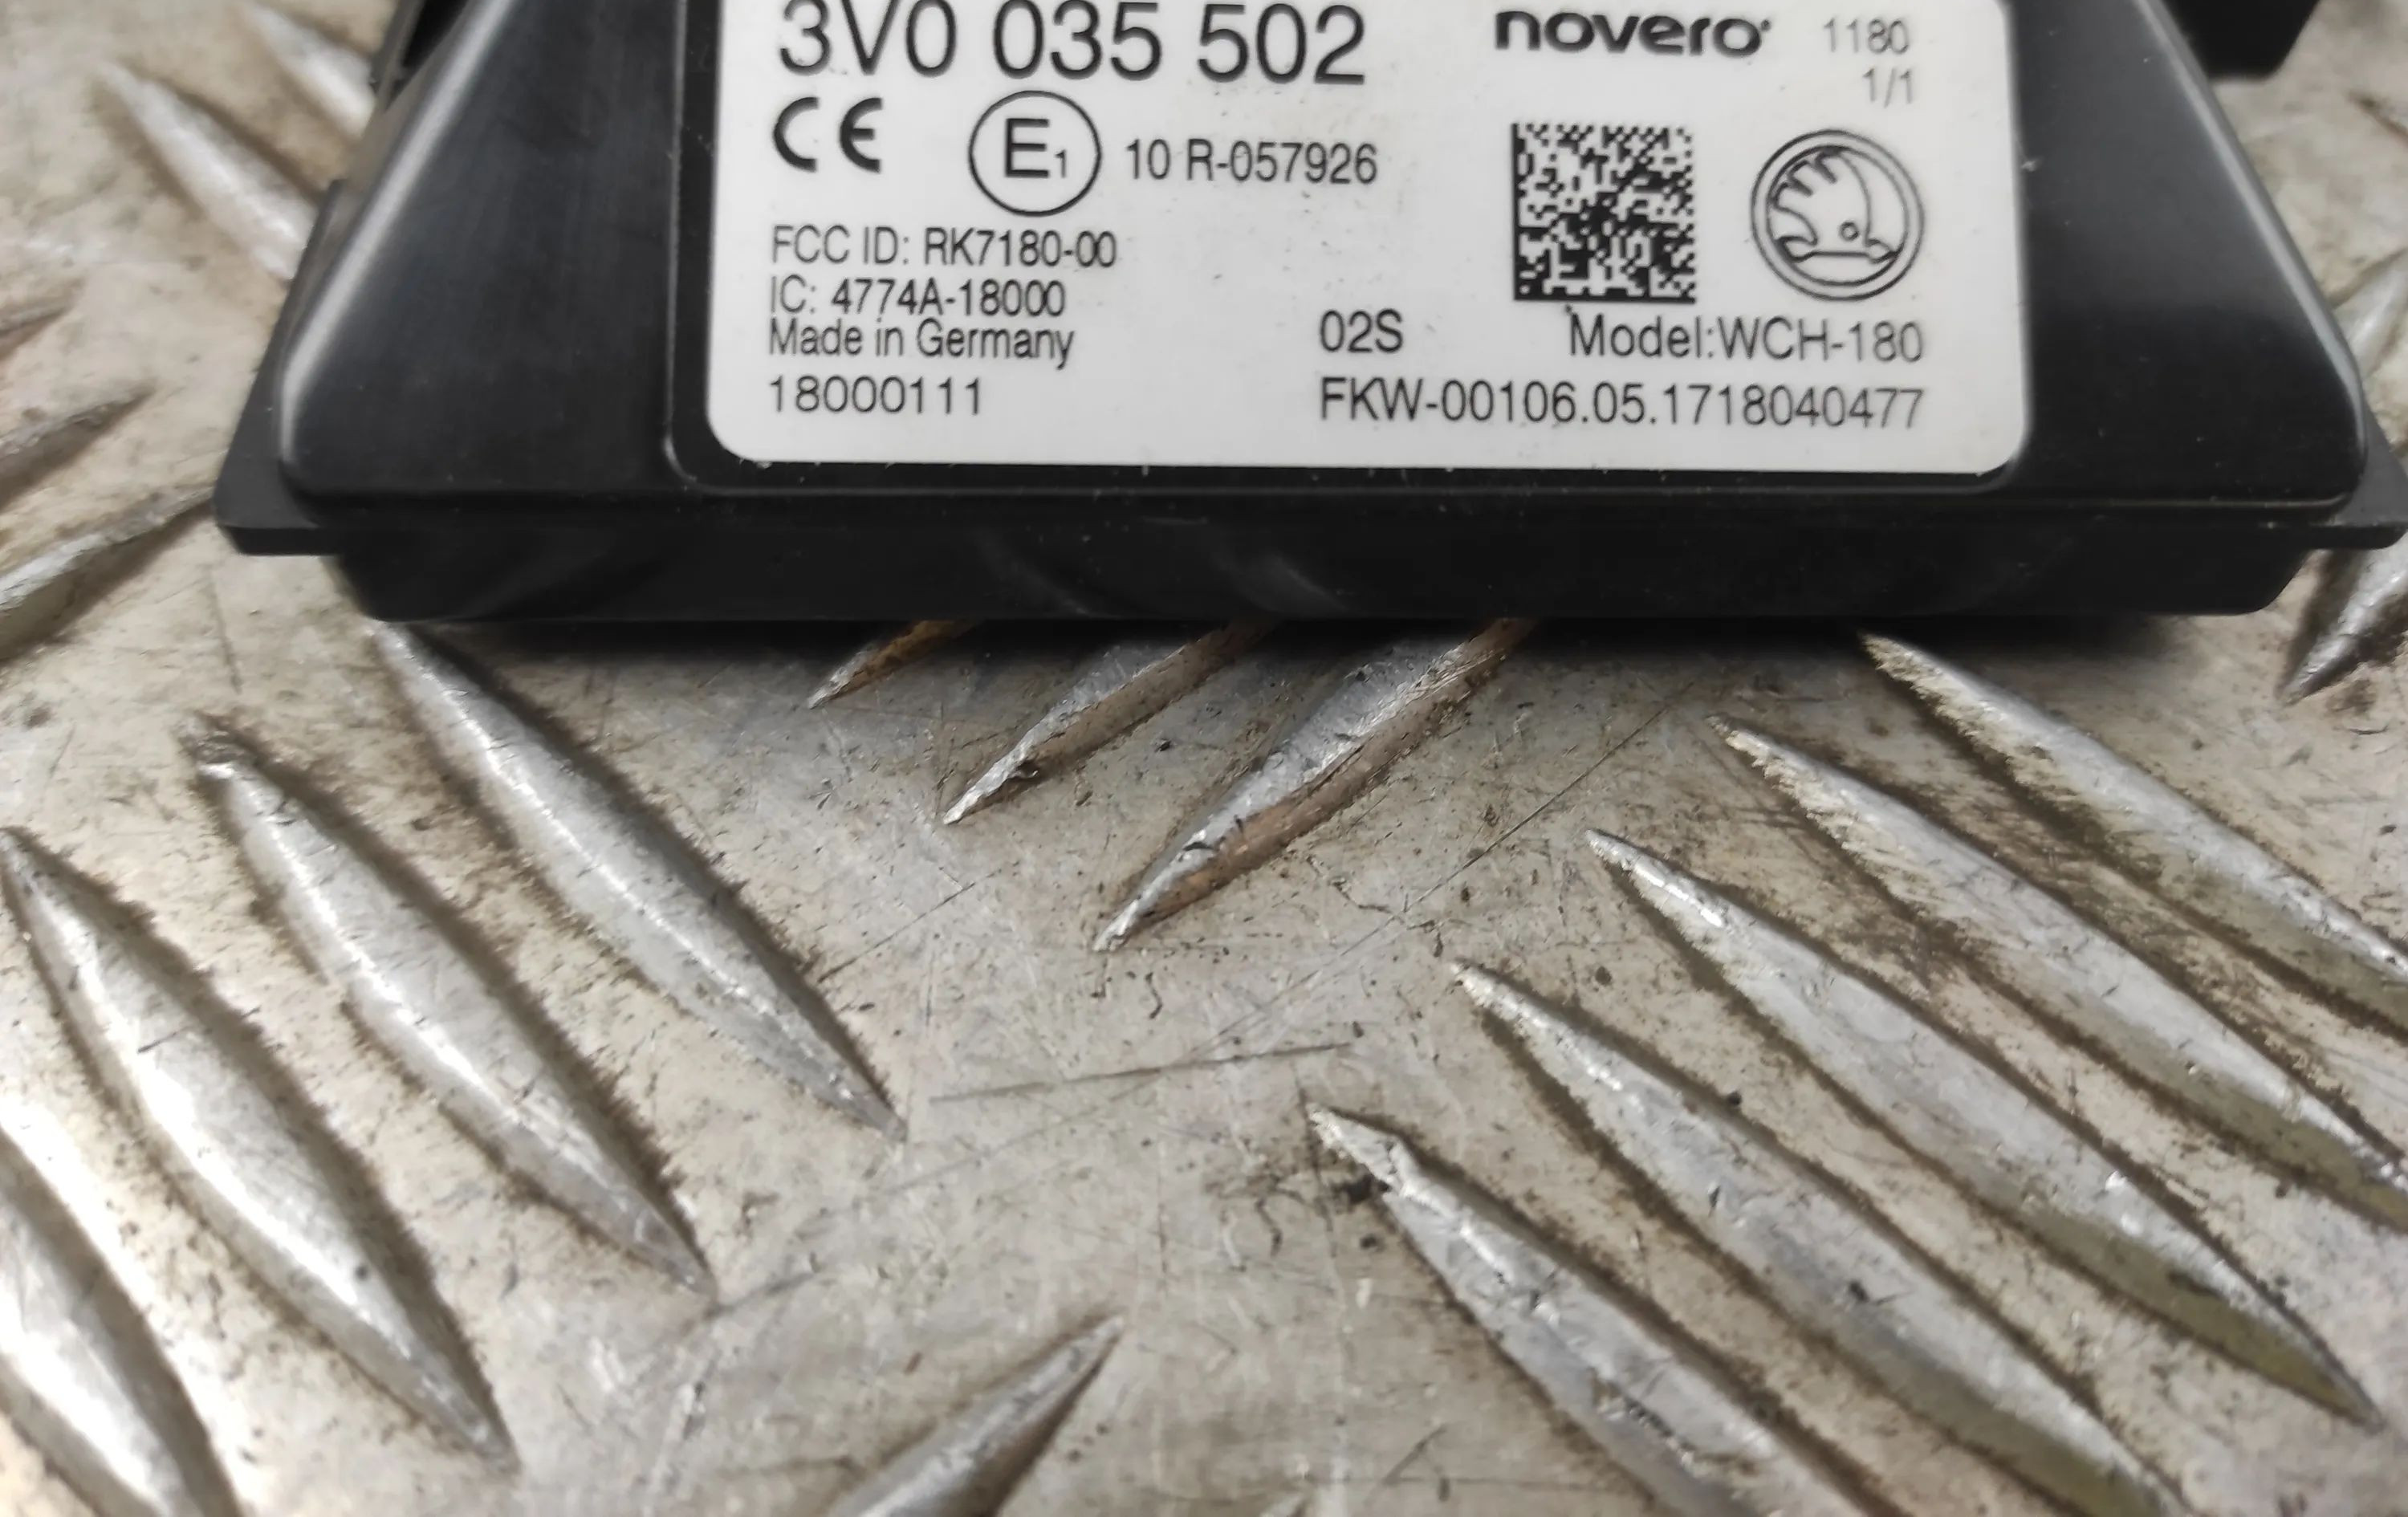 3V0 035 502
novero 1180
1/1
CE E1 10 R-057926
FCC ID: RK7180-00
IC: 4774A-18000
Made in Germany
02S Model:WCH-180
18000111 FKW-00106.05.1718040477